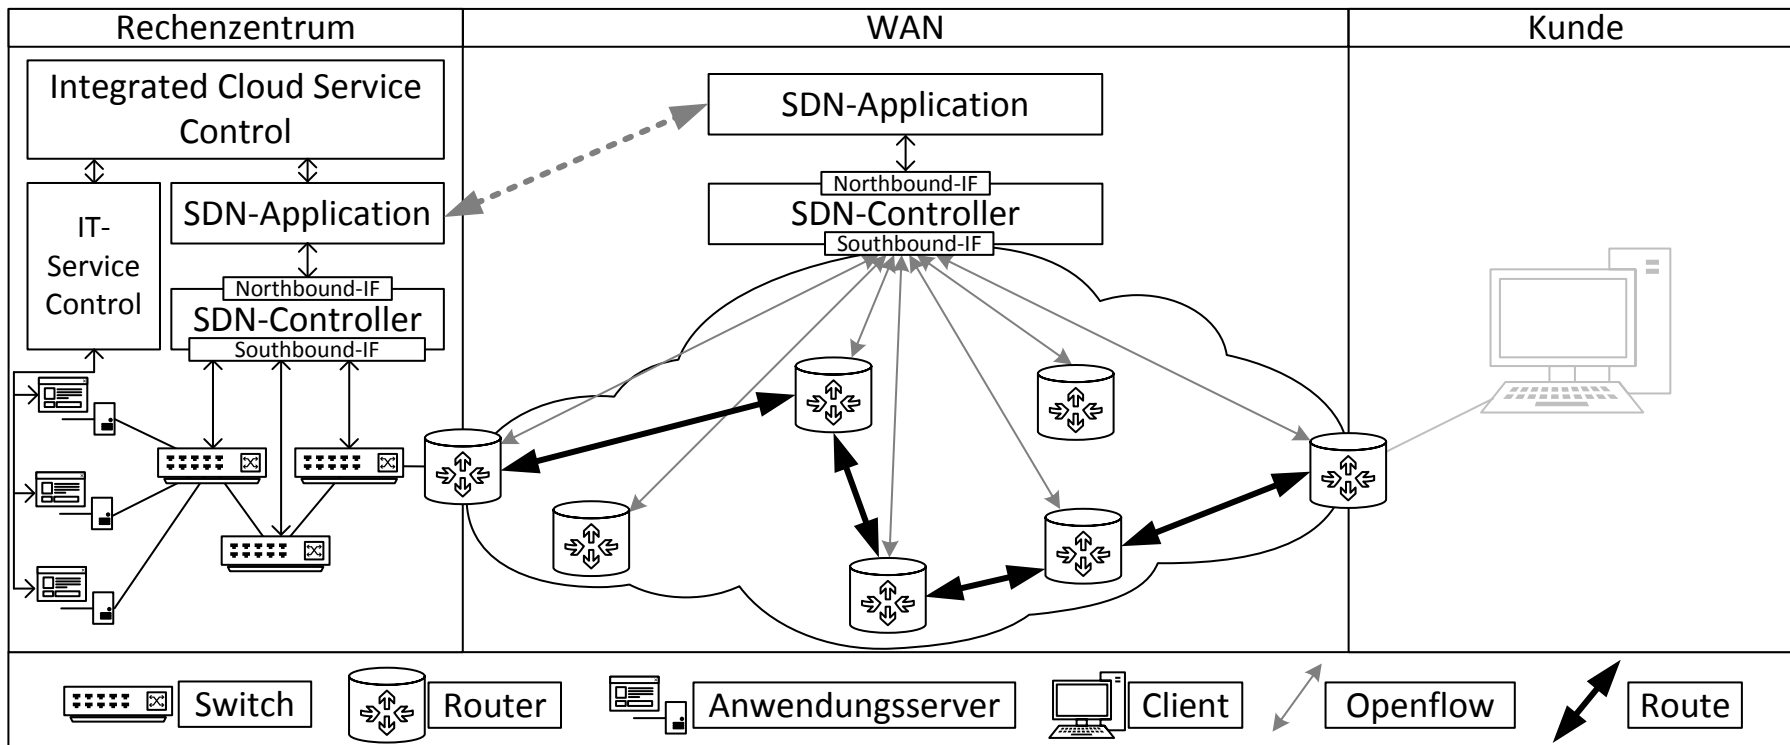 Rechenzentrum
WAN
Kunde
Integrated Cloud Service
Control
IT-
Service
Control
SDN-Application
Northbound-IF
SDN-Controller
Southbound-IF
SDN-Application
Northbound-IF
SDN-Controller
Southbound-IF
Switch
Router
Anwendungsserver
Client
Openflow
Route